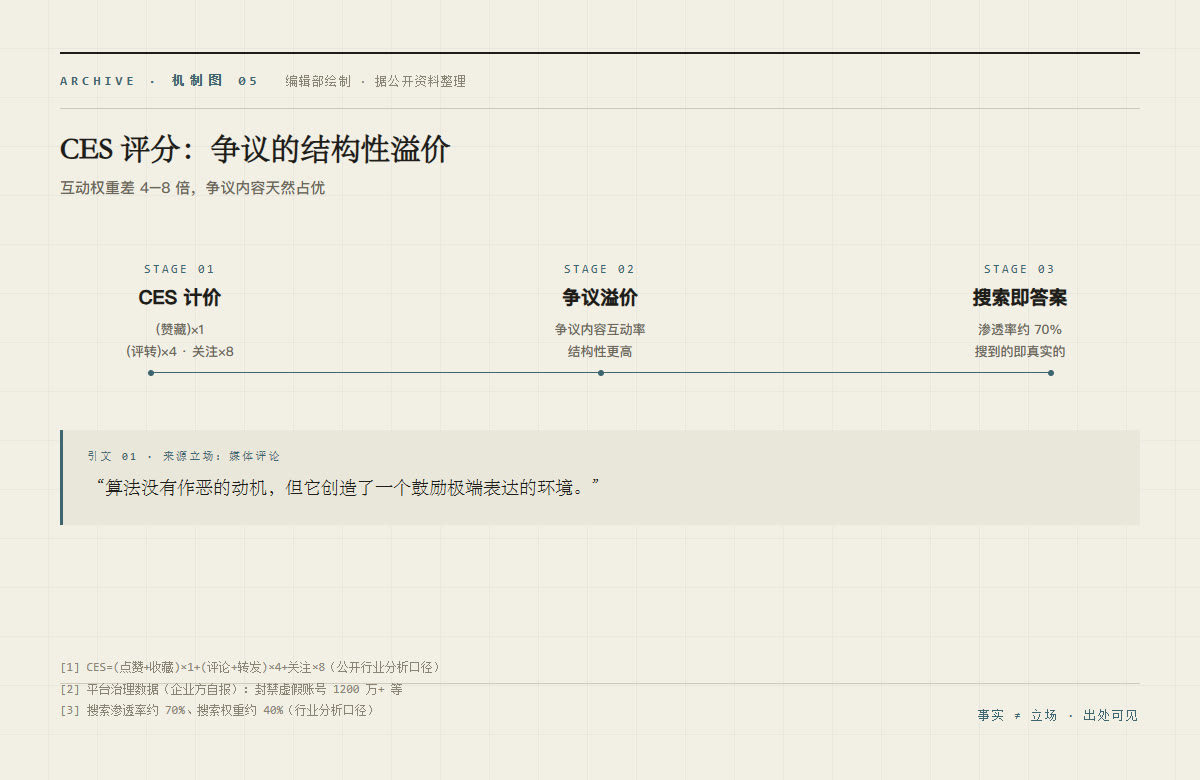 ARCHIVE · 机制图 05 编辑部绘制 · 据公开资料整理
CES 评分：争议的结构性溢价
互动权重差 4—8 倍，争议内容天然占优
STAGE 01
CES 计价
(赞藏)×1
(评转)×4 · 关注×8
STAGE 02
争议溢价
争议内容互动率
结构性更高
STAGE 03
搜索即答案
渗透率约 70%
搜到的即真实的
引文 01 · 来源立场：媒体评论
“算法没有作恶的动机，但它创造了一个鼓励极端表达的环境。”
[1] CES=(点赞+收藏)×1+(评论+转发)×4+关注×8（公开行业分析口径）
[2] 平台治理数据（企业方自报）：封禁虚假账号 1200 万+ 等
[3] 搜索渗透率约 70%、搜索权重约 40%（行业分析口径）
事实 ≠ 立场 · 出处可见